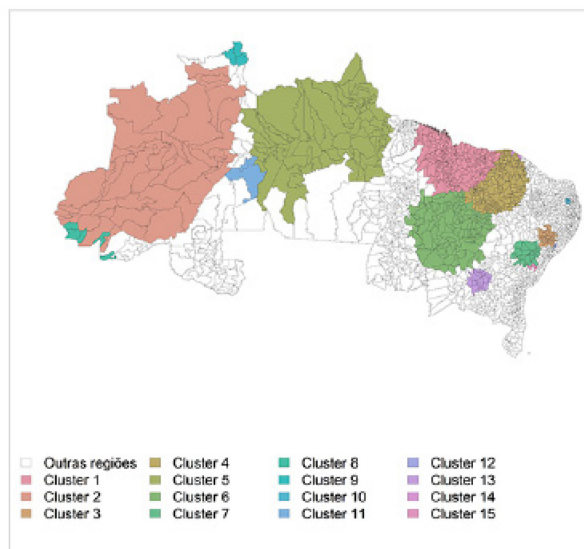 Outras regiões
Cluster 1
Cluster 2
Cluster 3
Cluster 4
Cluster 5
Cluster 6
Cluster 7
Cluster 8
Cluster 9
Cluster 10
Cluster 11
Cluster 12
Cluster 13
Cluster 14
Cluster 15